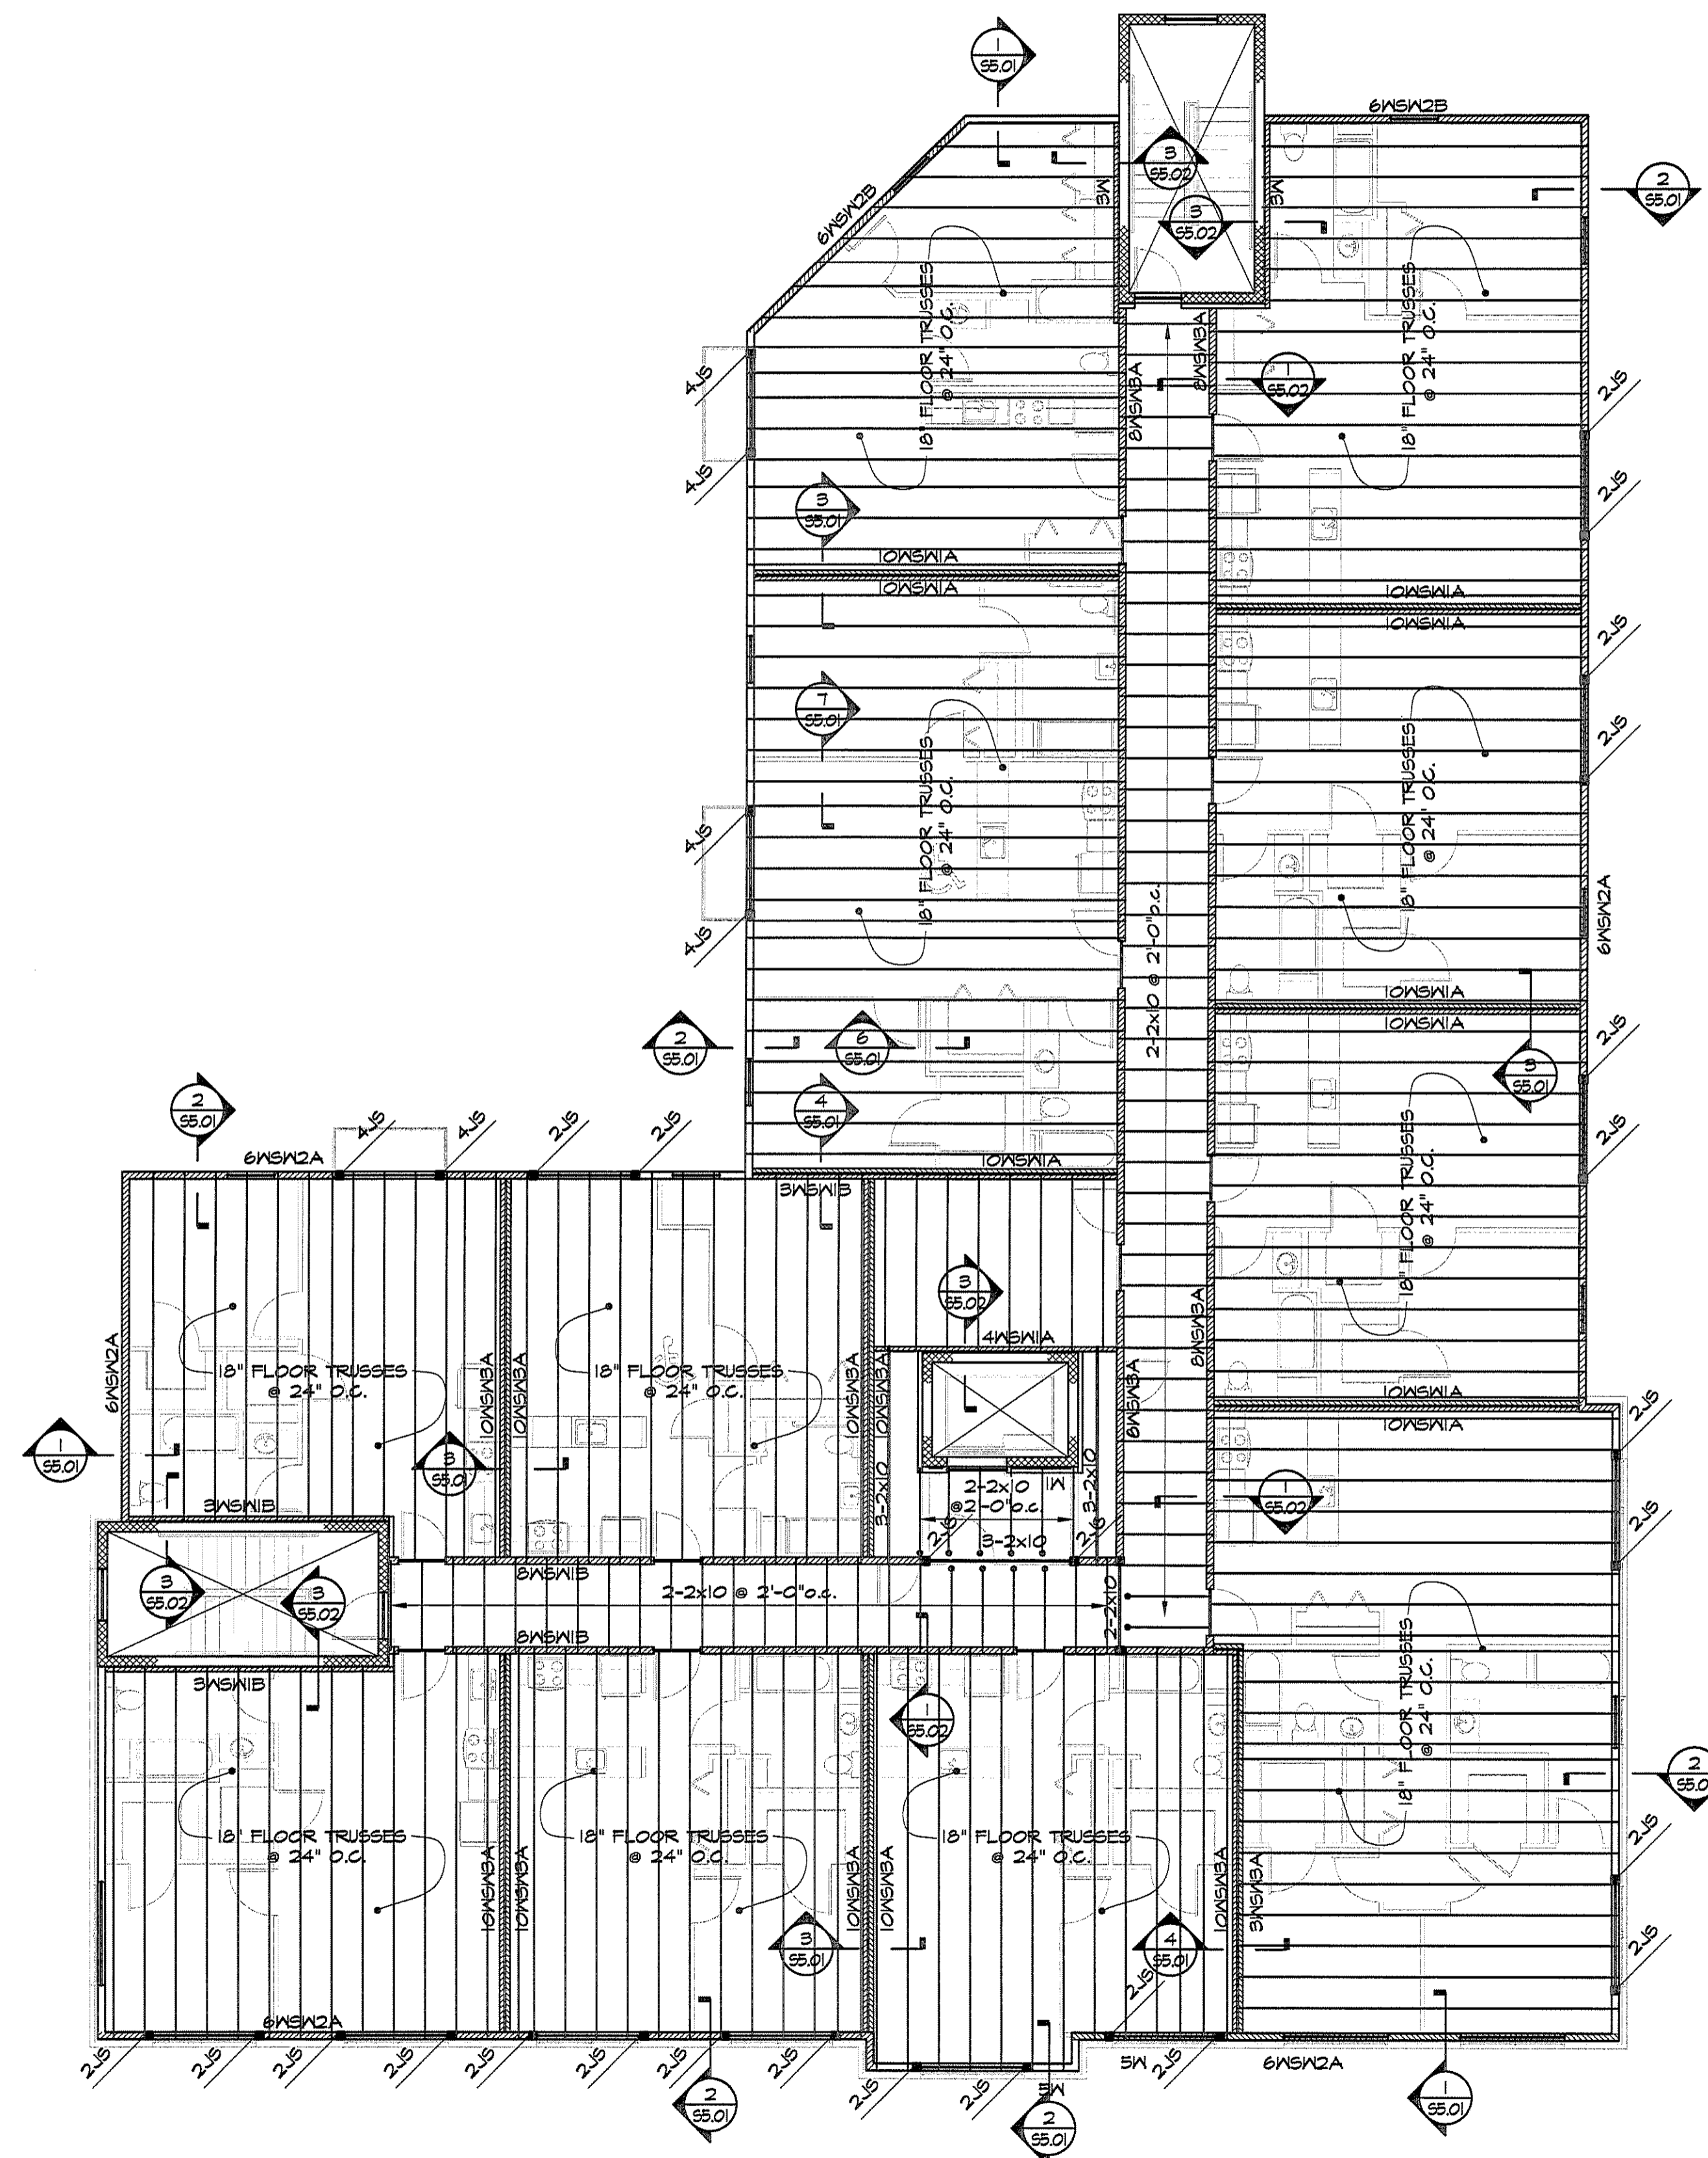 1
S5.01
6WSW2B
3
S5.02
2
S5.01
3W
3W
6WSW2B
3
S5.02
18" FLOOR TRUSSES
@ 24" O.C.
18" FLOOR TRUSSES
@ 24" O.C.
8WSW3A
8WSW3A
1
S5.02
4JS
2JS
4JS
2JS
3
S5.01
10WSW1A
10WSW1A
10WSW1A
10WSW1A
2JS
7
S5.01
2JS
18" FLOOR TRUSSES
@ 24" O.C.
18" FLOOR TRUSSES
@ 24" O.C.
4JS
4JS
6WSW2A
2-2x10 @ 2'-0"o.c.
10WSW1A
10WSW1A
2
S5.01
6
S5.01
2JS
3
S5.01
2
S5.01
4
S5.01
4JS
4JS
2JS
2JS
2JS
6WSW2A
10WSW1A
3WSW1B
18" FLOOR TRUSSES
@ 24" O.C.
3
S5.02
4WSW1A
8WSW3A
6WSW2A
18" FLOOR TRUSSES
@ 24" O.C.
18" FLOOR TRUSSES
@ 24" O.C.
10WSW3A
10WSW3A
10WSW3A
10WSW3A
8WSW3A
10WSW1A
10WSW1A
2JS
1
S5.01
3
S5.01
3-2x10
2-2x10
@2'-0"o.c.
1W
3-2x10
1
S5.02
2JS
3WSW1B
2JS
3-2x10
2JS
8WSW1B
3
S5.02
3
S5.02
2-2x10 @ 2'-0"o.c.
2-2x10
8WSW1B
3WSW1B
18" FLOOR TRUSSES
@ 24" O.C.
1
S5.02
2
18" FLOOR TRUSSES
@ 24" O.C.
18" FLOOR TRUSSES
@ 24" O.C.
18" FLOOR TRUSSES
@ 24" O.C.
2JS
10WSW3A
10WSW3A
10WSW3A
10WSW3A
10WSW3A
3WSW3A
3
S5.01
4
S5.01
2JS
2JS
6WSW2A
2JS
2JS
2JS
2JS
2JS
2JS
2JS
2JS
2JS
2JS
5W
2JS
6WSW2A
2
S5.01
2
S5.01
1
S5.01